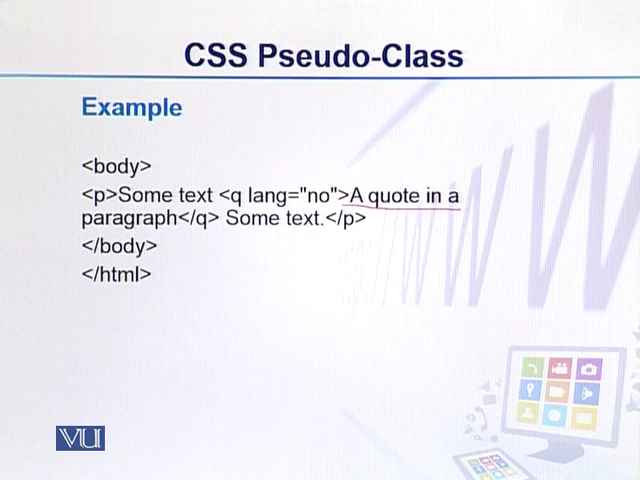 CSS Pseudo-Class
Example
<body>
<p>Some text <q lang="no">A quote in a
paragraph</q> Some text.</p>
</body>
</html>
VU